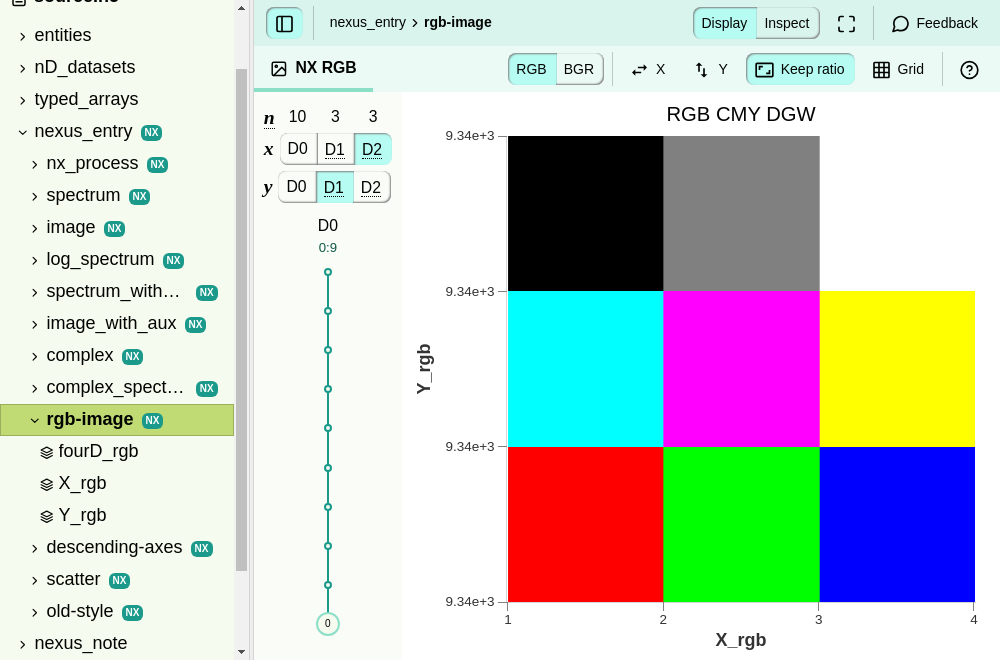 entities
nD_datasets
typed_arrays
nexus_entry NX
nx_process NX
spectrum NX
image NX
log_spectrum NX
spectrum_with… NX
image_with_aux NX
complex NX
complex_spect… NX
rgb-image NX
fourD_rgb
X_rgb
Y_rgb
descending-axes NX
scatter NX
old-style NX
nexus_note
nexus_entry › rgb-image
Display Inspect
Feedback
NX RGB
RGB BGR
X
Y
Keep ratio
Grid
n 10 3 3
x D0 D1 D2
y D0 D1 D2
D0
0:9
0
RGB CMY DGW
9.34e+3
9.34e+3
9.34e+3
9.34e+3
Y_rgb
1 2 3 4
X_rgb